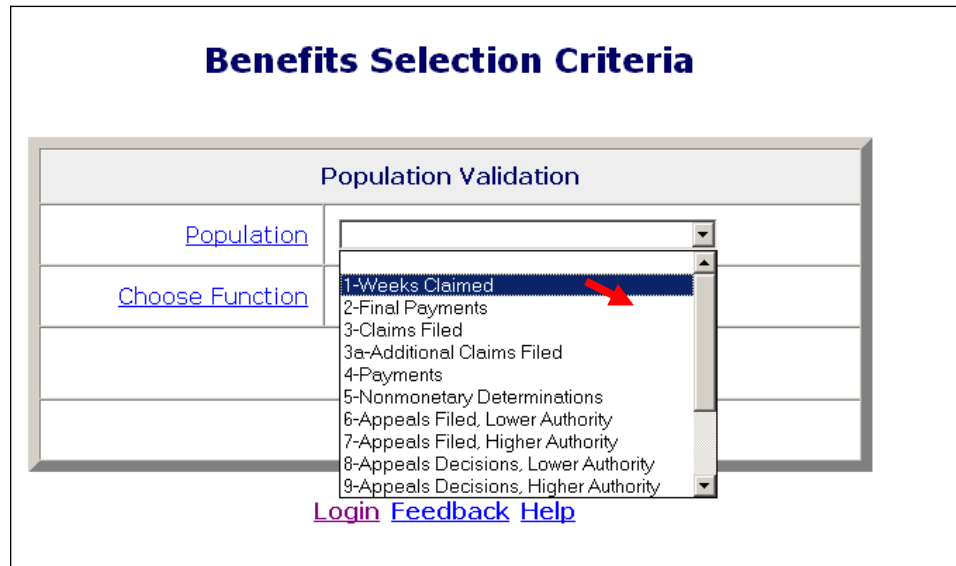 Benefits Selection Criteria
Population Validation
Population
Choose Function
1-Weeks Claimed
2-Final Payments
3-Claims Filed
3a-Additional Claims Filed
4-Payments
5-Nonmonetary Determinations
6-Appeals Filed, Lower Authority
7-Appeals Filed, Higher Authority
8-Appeals Decisions, Lower Authority
9-Appeals Decisions, Higher Authority
Login Feedback Help